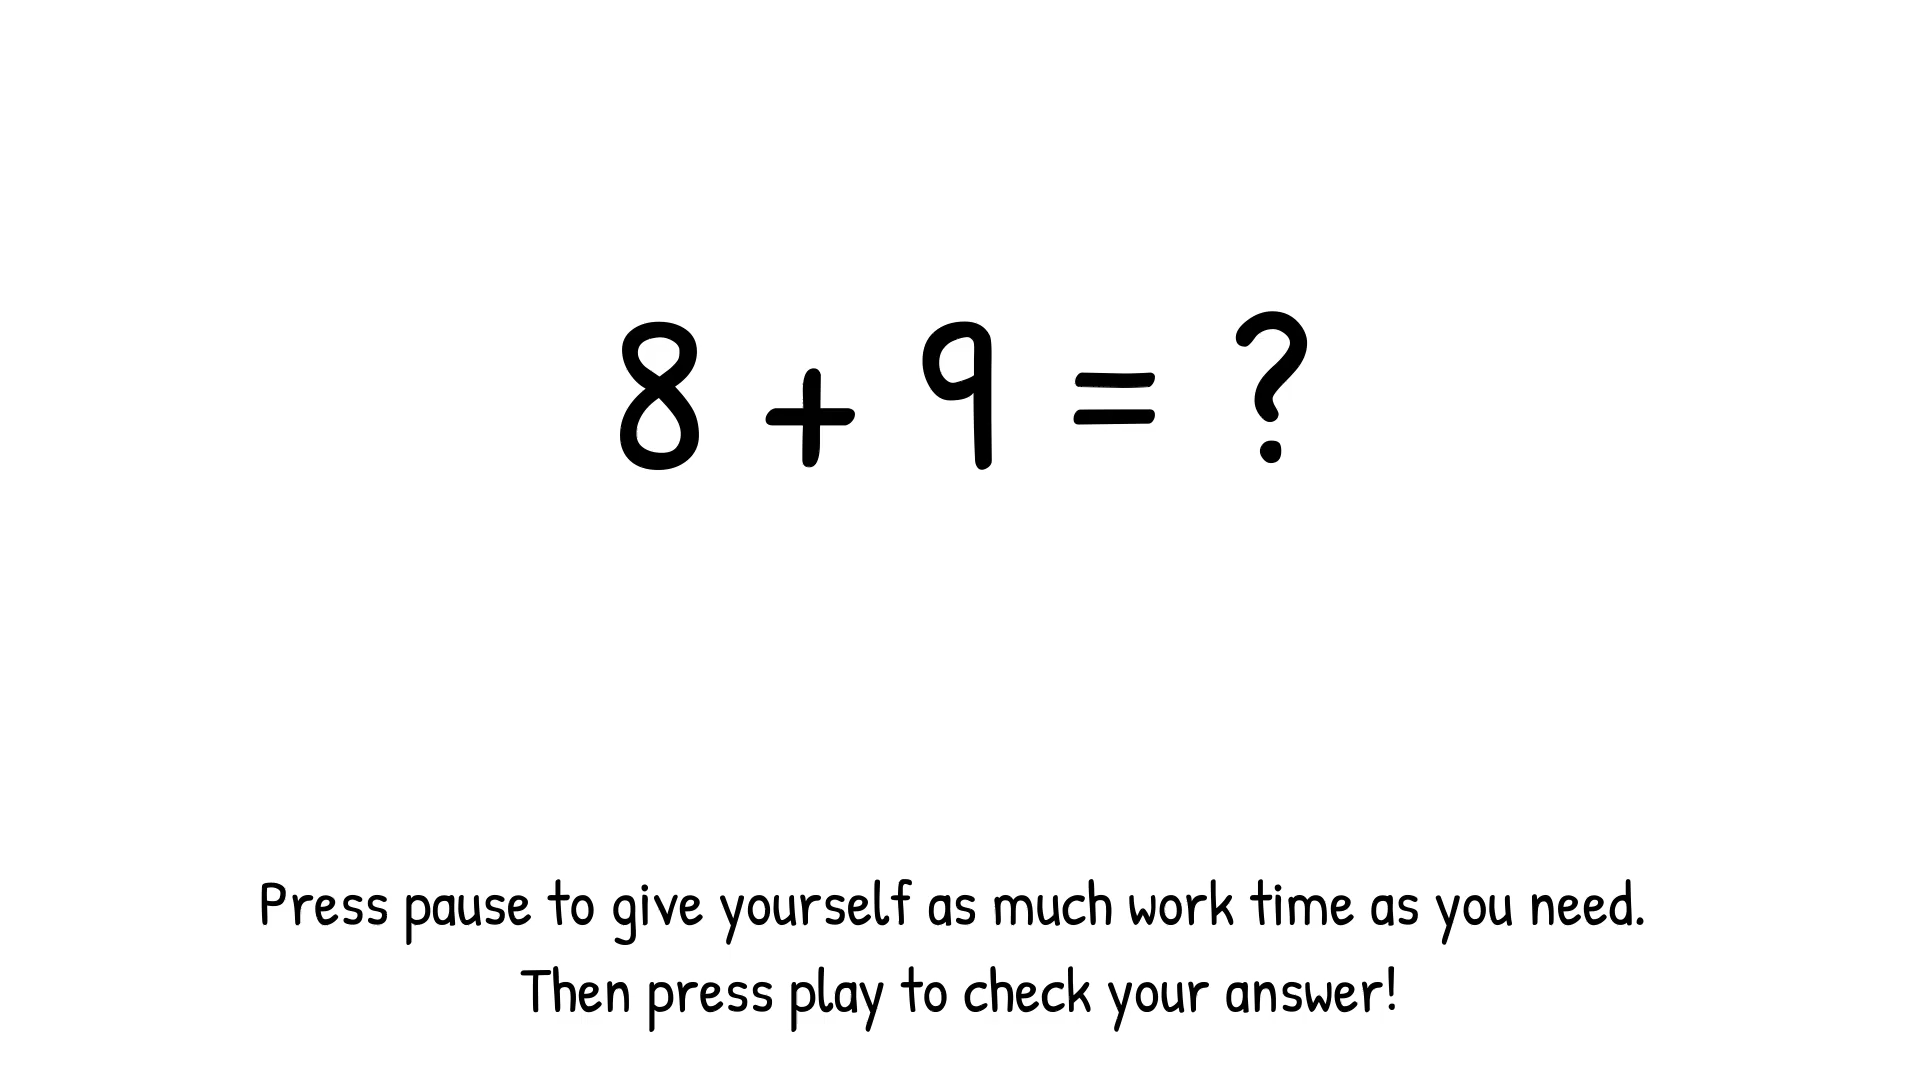 8 + 9 = ?
Press pause to give yourself as much work time as you need.
Then press play to check your answer!